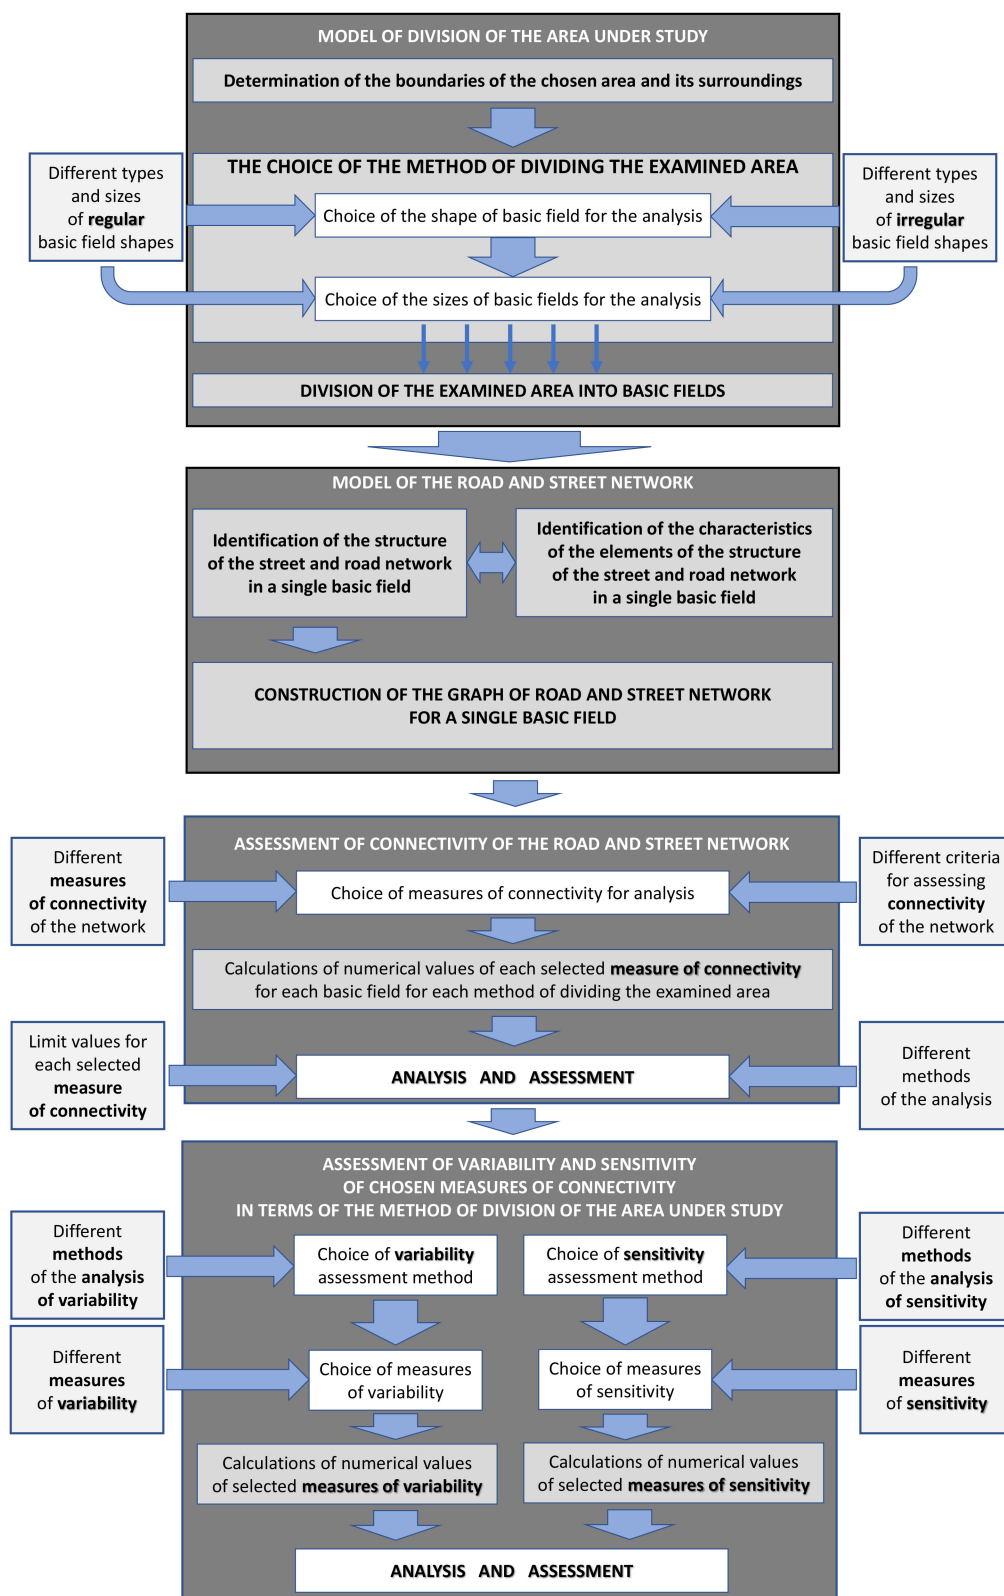 MODEL OF DIVISION OF THE AREA UNDER STUDY
Determination of the boundaries of the chosen area and its surroundings
THE CHOICE OF THE METHOD OF DIVIDING THE EXAMINED AREA
Different types
and sizes
of regular
basic field shapes
Choice of the shape of basic field for the analysis
Different types
and sizes
of irregular
basic field shapes
Choice of the sizes of basic fields for the analysis
DIVISION OF THE EXAMINED AREA INTO BASIC FIELDS
MODEL OF THE ROAD AND STREET NETWORK
Identification of the structure
of the street and road network
in a single basic field
Identification of the characteristics
of the elements of the structure
of the street and road network
in a single basic field
CONSTRUCTION OF THE GRAPH OF ROAD AND STREET NETWORK
FOR A SINGLE BASIC FIELD
ASSESSMENT OF CONNECTIVITY OF THE ROAD AND STREET NETWORK
Different
measures
of connectivity
of the network
Choice of measures of connectivity for analysis
Different criteria
for assessing
connectivity
of the network
Calculations of numerical values of each selected measure of connectivity
for each basic field for each method of dividing the examined area
Limit values for
each selected
measure
of connectivity
ANALYSIS AND ASSESSMENT
Different
methods
of the analysis
ASSESSMENT OF VARIABILITY AND SENSITIVITY
OF CHOSEN MEASURES OF CONNECTIVITY
IN TERMS OF THE METHOD OF DIVISION OF THE AREA UNDER STUDY
Different
methods
of the analysis
of variability
Choice of variability
assessment method
Choice of sensitivity
assessment method
Different
methods
of the analysis
of sensitivity
Different
measures
of variability
Choice of measures
of variability
Choice of measures
of sensitivity
Different
measures
of sensitivity
Calculations of numerical values
of selected measures of variability
Calculations of numerical values
of selected measures of sensitivity
ANALYSIS AND ASSESSMENT